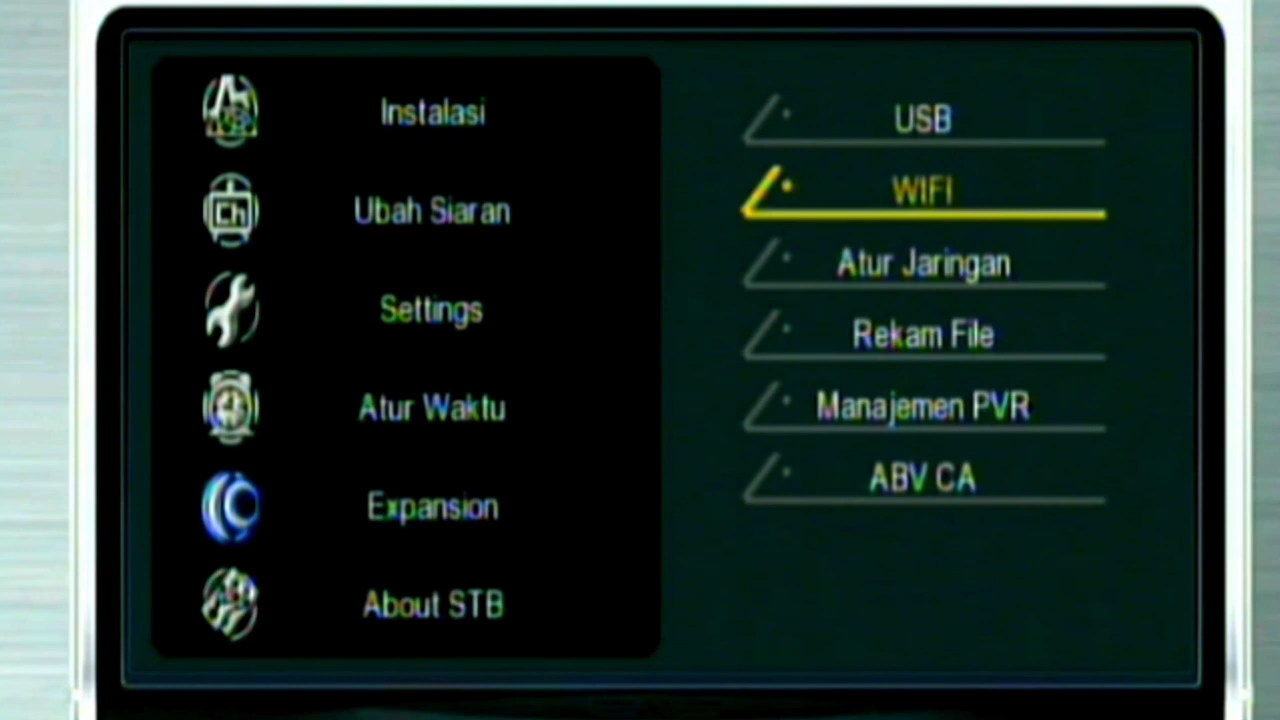 Instalasi
Ubah Siaran
Settings
Atur Waktu
Expansion
About STB
USB
WIFI
Atur Jaringan
Rekam File
Manajemen PVR
ABV CA